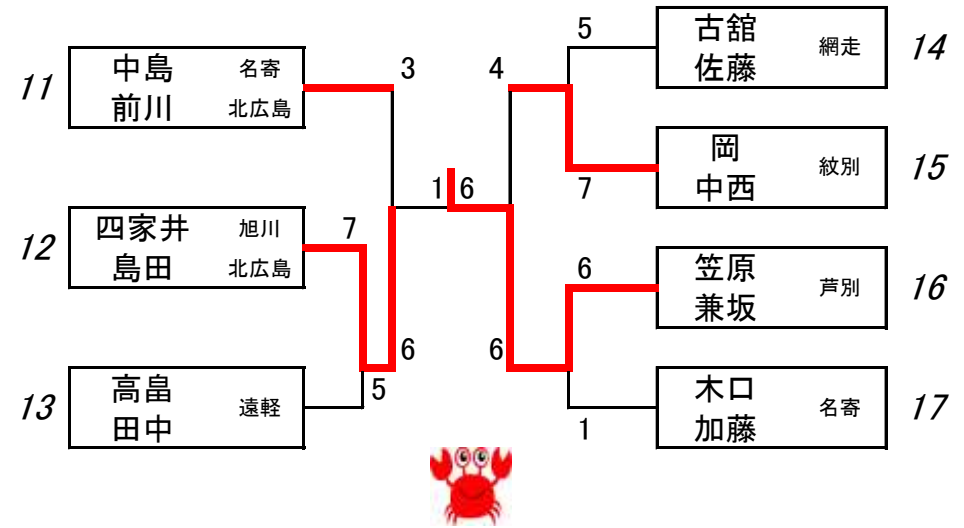 11
中島 名寄
前川 北広島
3
12
四家井 旭川
島田 北広島
7
6
13
高畠
田中
遠軽
5
1
6
4
5
古舘
佐藤
網走
14
岡
中西
紋別
15
7
6
笠原
兼坂
芦別
16
6
木口
加藤
名寄
17
1